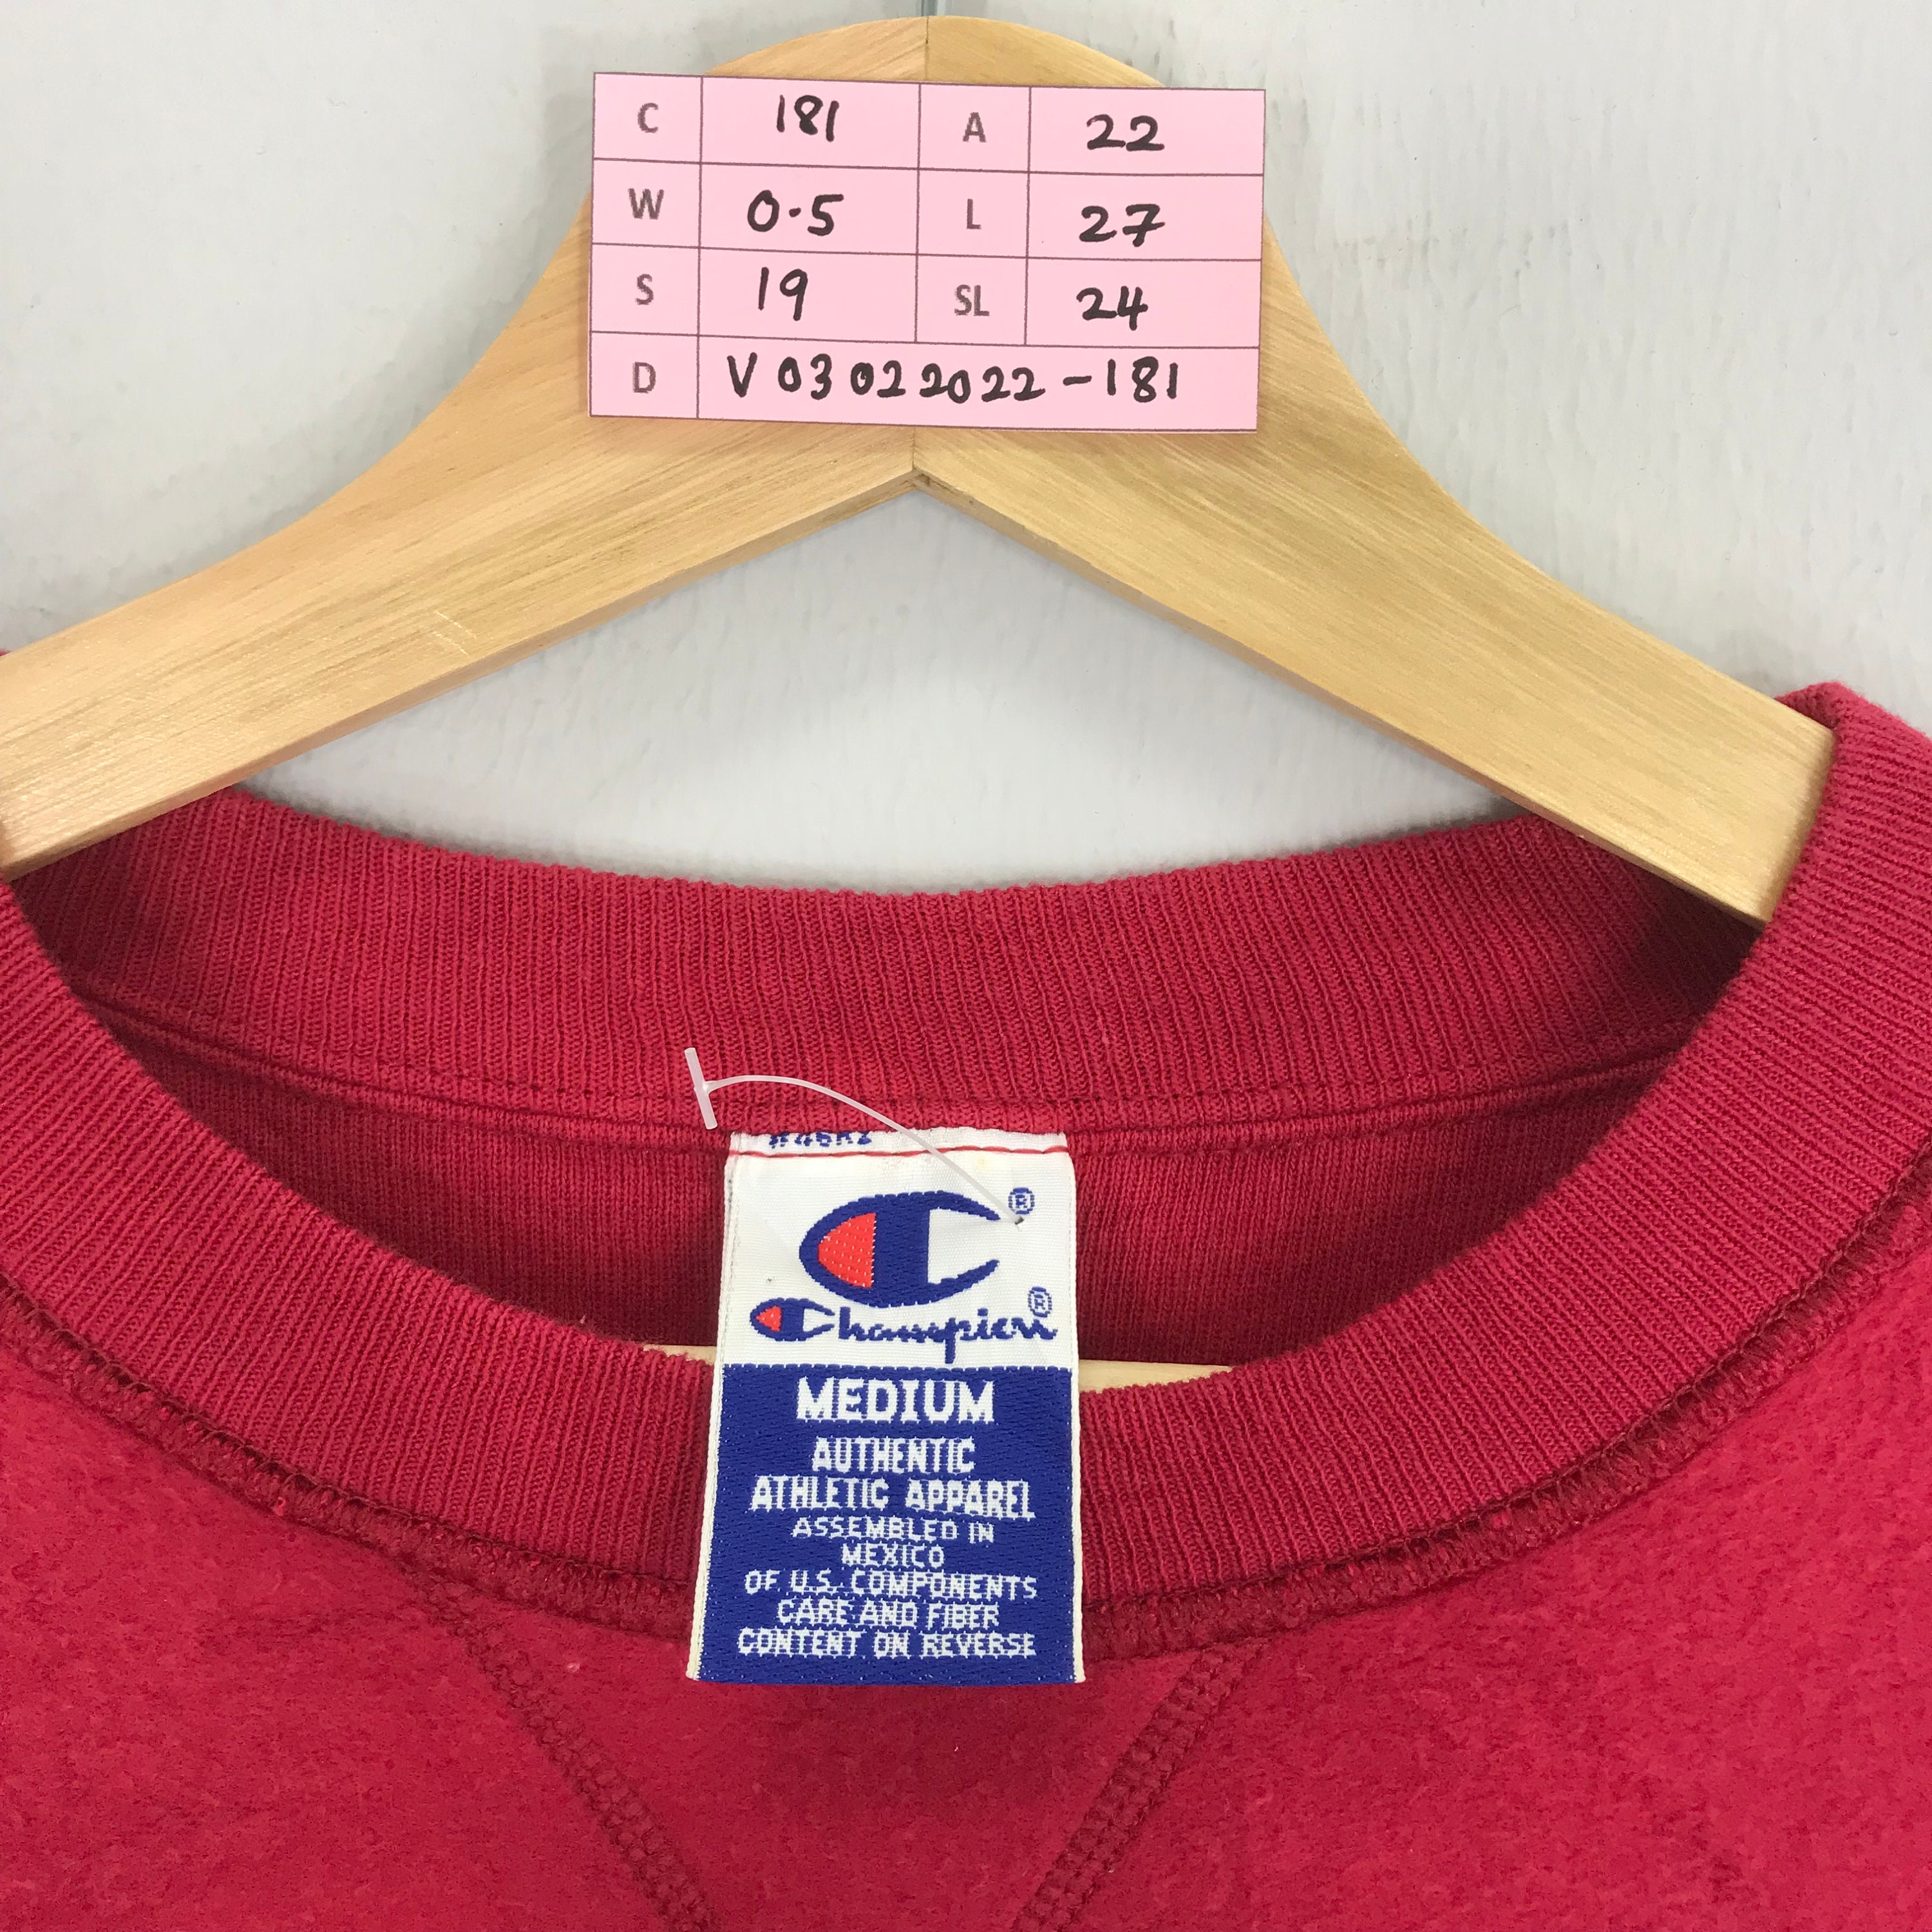 C 181 A 22
W 0.5 L 27
S 19 SL 24
D V 03022022-181
®
Champion®
MEDIUM
AUTHENTIC
ATHLETIC APPAREL
ASSEMBLED IN
MEXICO
OF U.S. COMPONENTS
CARE AND FIBER
CONTENT ON REVERSE